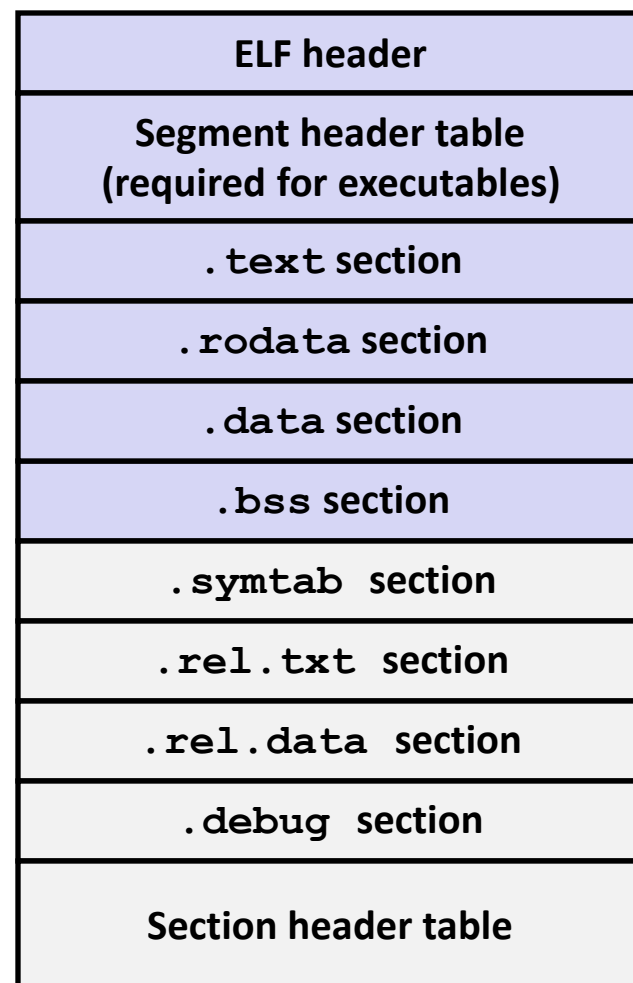 ELF header
Segment header table
(required for executables)
.text section
.rodata section
.data section
.bss section
.symtab section
.rel.txt section
.rel.data section
.debug section
Section header table